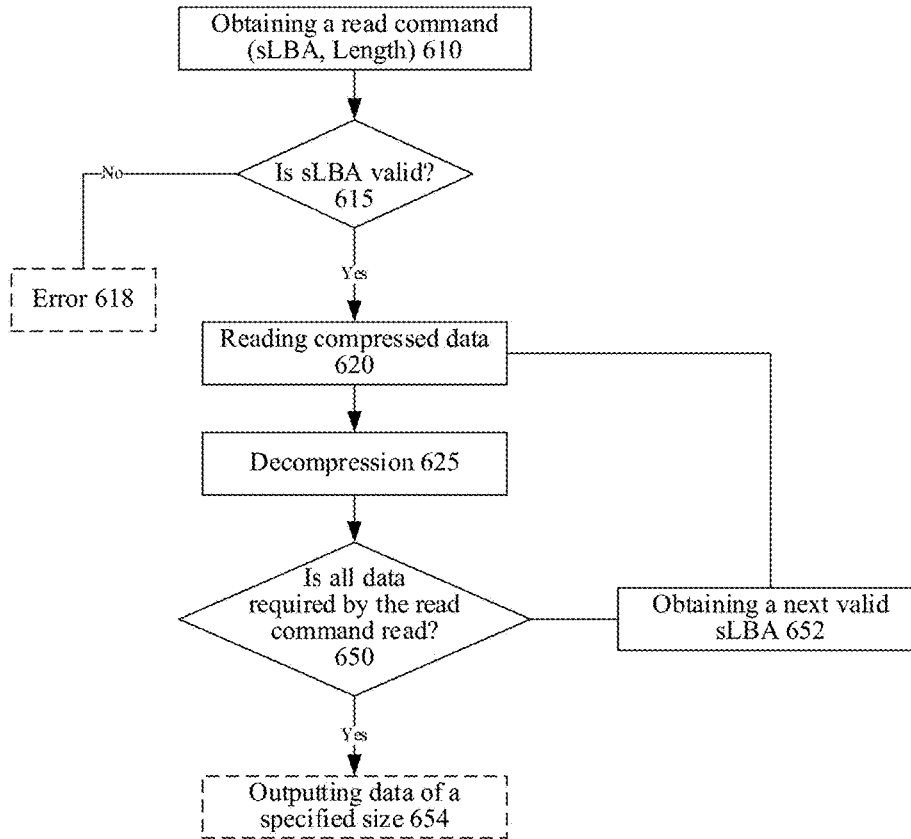 Obtaining a read command
(sLBA, Length) 610
Is sLBA valid?
615
No
Yes
Error 618
Reading compressed data
620
Decompression 625
Is all data
required by the read
command read?
650
Obtaining a next valid
sLBA 652
Yes
Outputting data of a
specified size 654